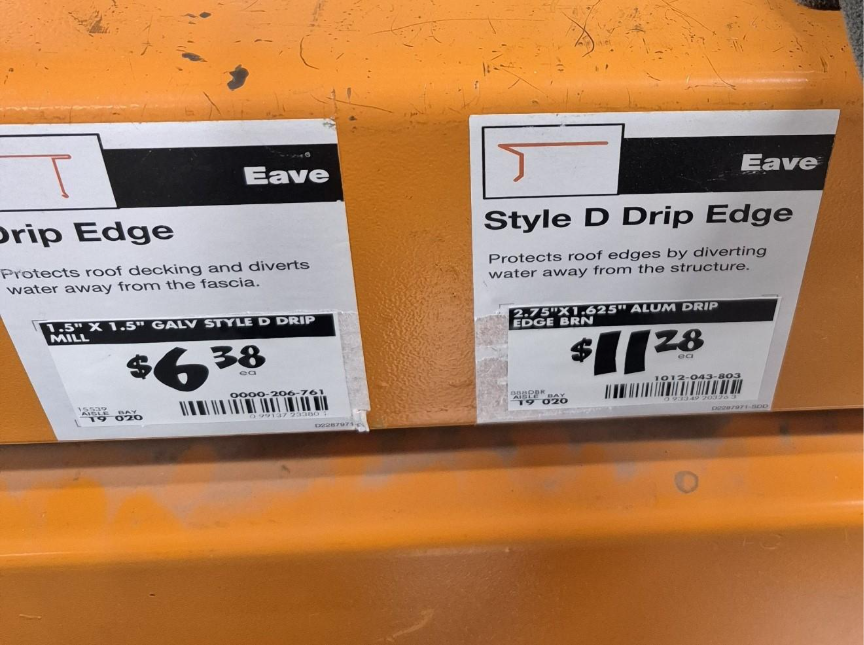 Eave
Drip Edge
Protects roof decking and diverts
water away from the fascia.
1.5" X 1.5" GALV STYLE D DRIP
MILL
$6 38
ea
0000-206-761
15539
AISLE BAY
19 020
Eave
Style D Drip Edge
Protects roof edges by diverting
water away from the structure.
2.75"X1.625" ALUM DRIP
EDGE BRN
$11 28
ea
1012-043-803
AISLE BAY
19 020